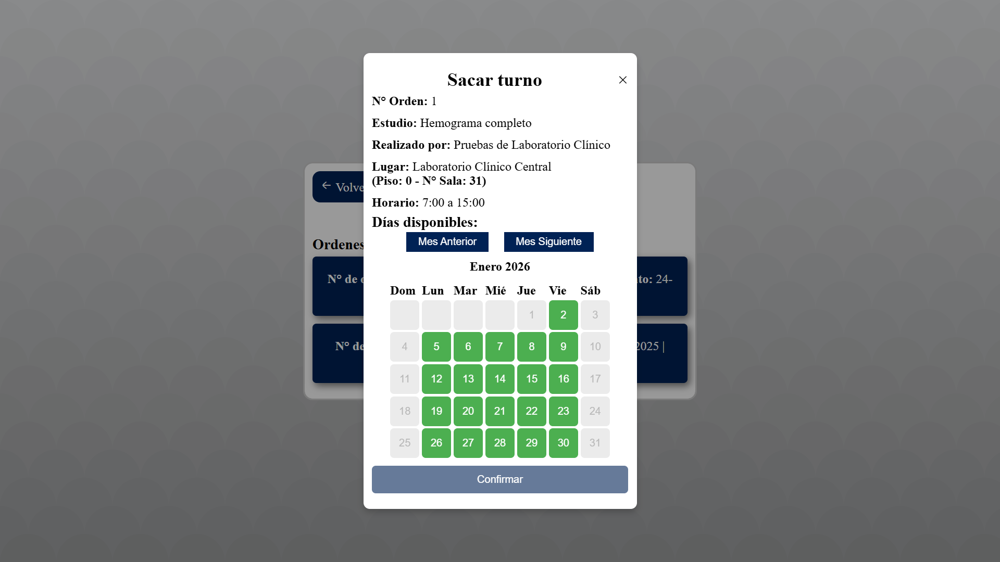 Sacar turno
N° Orden: 1
Estudio: Hemograma completo
Realizado por: Pruebas de Laboratorio Clínico
Lugar: Laboratorio Clínico Central
(Piso: 0 - N° Sala: 31)
Horario: 7:00 a 15:00
Días disponibles:
Mes Anterior Mes Siguiente
Enero 2026
Dom Lun Mar Mié Jue Vie Sáb
1 2 3
4 5 6 7 8 9 10
11 12 13 14 15 16 17
18 19 20 21 22 23 24
25 26 27 28 29 30 31
Confirmar
Ordenes
N° de
24-
N° de
2025 |